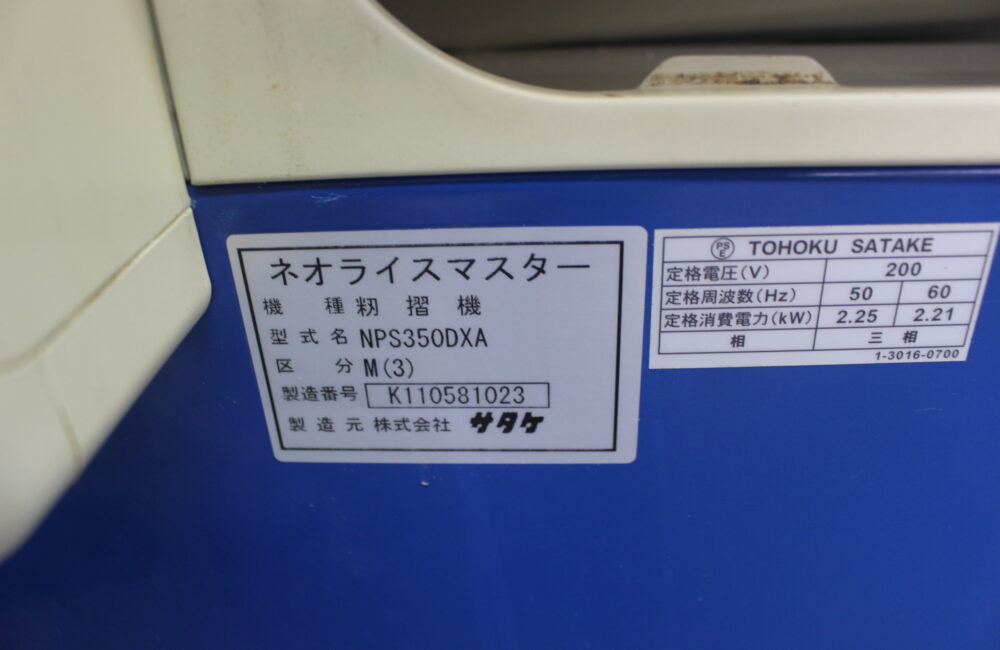 ネオライスマスター
機種 籾摺機
型式名 NPS350DXA
区分 M(3)
製造番号 K110581023
製造元 株式会社 サタケ
PSE TOHOKU SATAKE
定格電圧(V) 200
定格周波数(Hz) 50 60
定格消費電力(kW) 2.25 2.21
相 三相
1-3016-0700